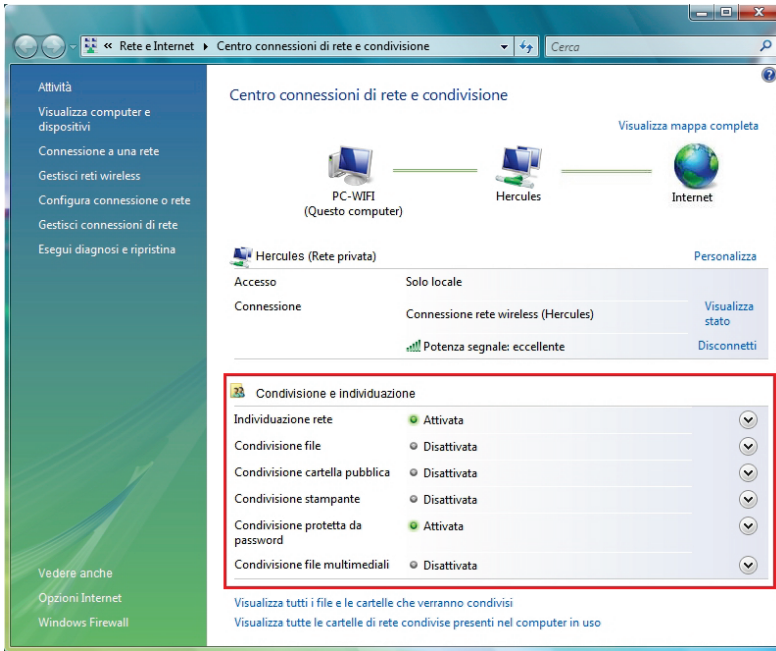 « Rete e Internet ▸ Centro connessioni di rete e condivisione
Cerca
Attività
Visualizza computer e
dispositivi
Connessione a una rete
Gestisci reti wireless
Configura connessione o rete
Gestisci connessioni di rete
Esegui diagnosi e ripristina
Vedere anche
Opzioni Internet
Windows Firewall
Centro connessioni di rete e condivisione
Visualizza mappa completa
PC-WIFI
(Questo computer)
Hercules
Internet
Hercules (Rete privata)
Personalizza
Accesso
Solo locale
Connessione
Connessione rete wireless (Hercules)
Visualizza
stato
Potenza segnale: eccellente
Disconnetti
Condivisione e individuazione
Individuazione rete
Attivata
Condivisione file
Disattivata
Condivisione cartella pubblica
Disattivata
Condivisione stampante
Disattivata
Condivisione protetta da
password
Attivata
Condivisione file multimediali
Disattivata
Visualizza tutti i file e le cartelle che verranno condivisi
Visualizza tutte le cartelle di rete condivise presenti nel computer in uso